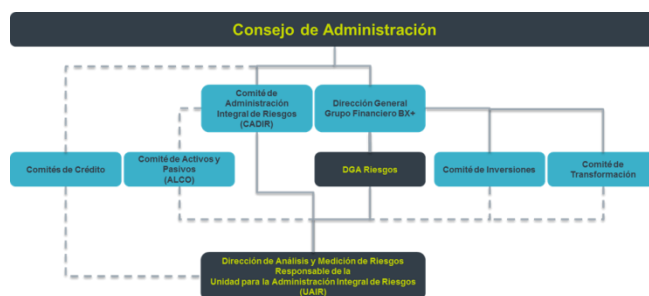 Consejo de Administración
Comité de
Administración
Integral de Riesgos
(CADIR)
Dirección General
Grupo Financiero BX+
Comités de Crédito
Comité de Activos y
Pasivos
(ALCO)
DGA Riesgos
Comité de Inversiones
Comité de
Transformación
Dirección de Análisis y Medición de Riesgos
Responsable de la
Unidad para la Administración Integral de Riesgos
(UAIR)